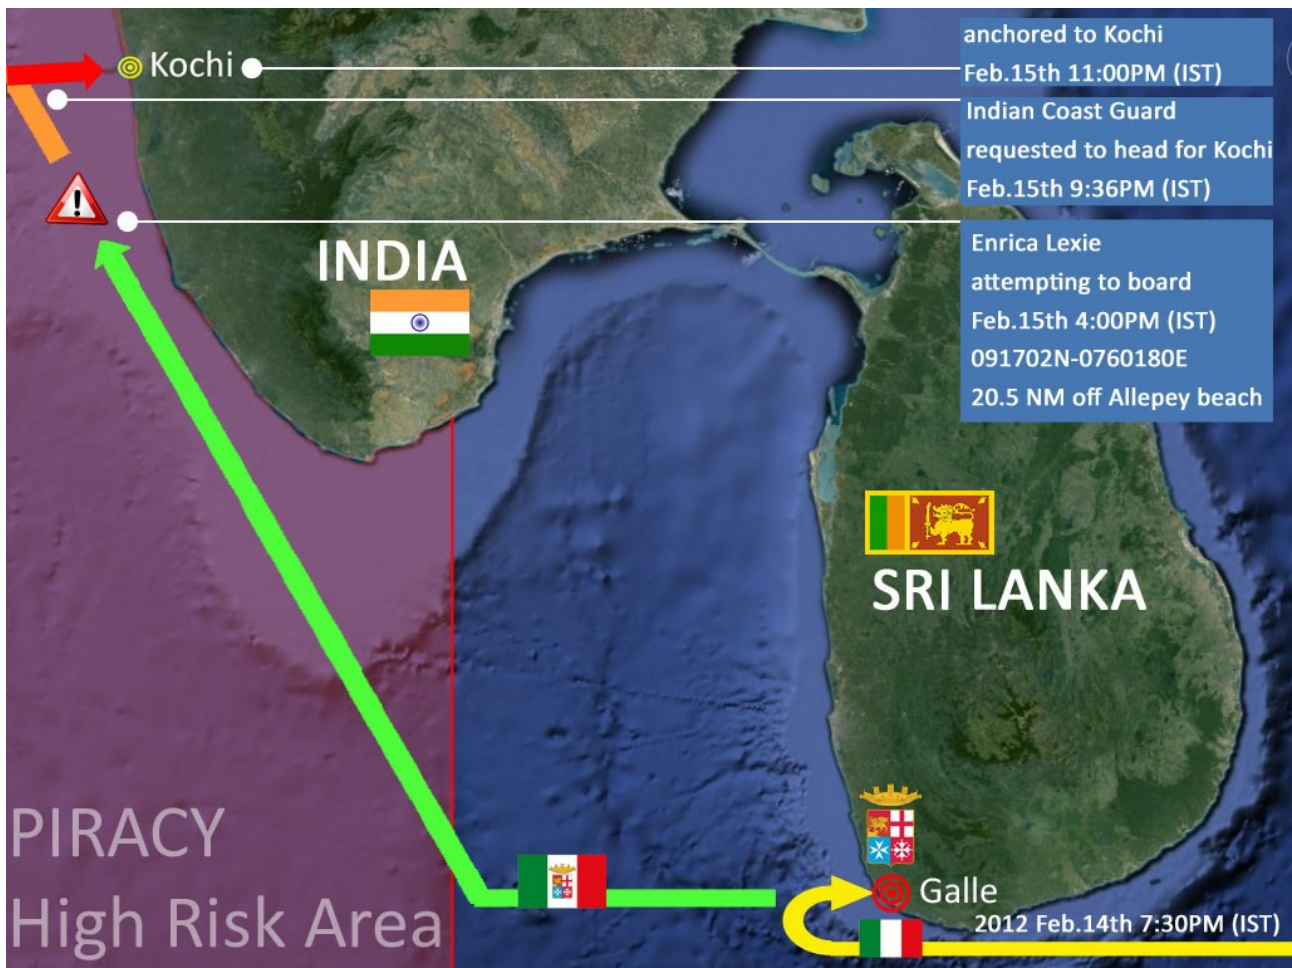 Kochi
anchored to Kochi
Feb.15th 11:00PM (IST)
Indian Coast Guard
requested to head for Kochi
Feb.15th 9:36PM (IST)
Enrica Lexie
attempting to board
Feb.15th 4:00PM (IST)
091702N-0760180E
20.5 NM off Allepey beach
INDIA
SRI LANKA
PIRACY
High Risk Area
Galle
2012 Feb.14th 7:30PM (IST)